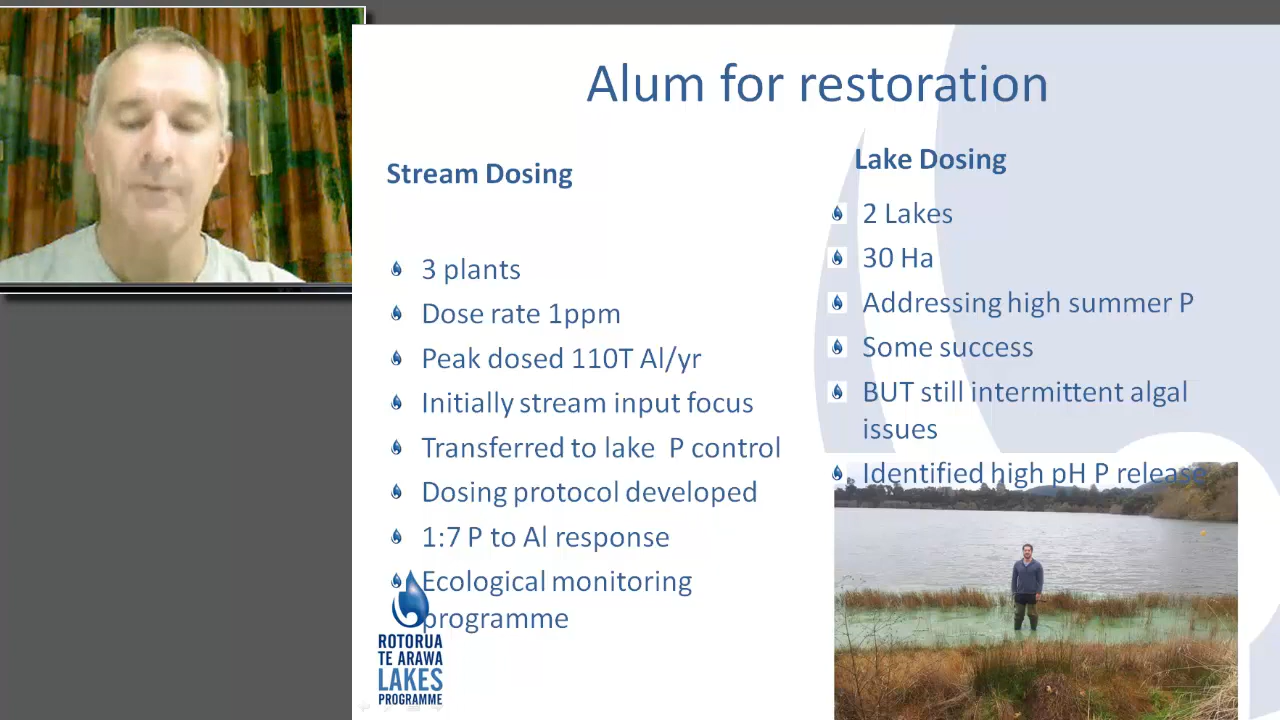 Alum for restoration
Stream Dosing
3 plants
Dose rate 1ppm
Peak dosed 110T Al/yr
Initially stream input focus
Transferred to lake P control
Dosing protocol developed
1:7 P to Al response
Ecological monitoring
programme
Lake Dosing
2 Lakes
30 Ha
Addressing high summer P
Some success
BUT still intermittent algal
issues
Identified high pH P release
ROTORUA
TE ARAWA
LAKES
PROGRAMME